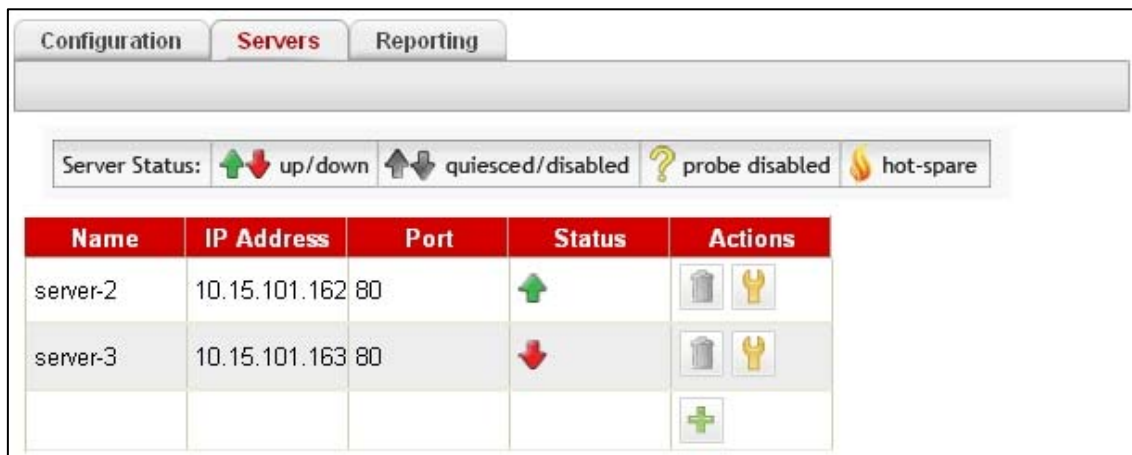 Configuration Servers Reporting
Server Status: up/down quiesced/disabled probe disabled hot-spare
Name IP Address Port Status Actions
server-2 10.15.101.162 80
server-3 10.15.101.163 80